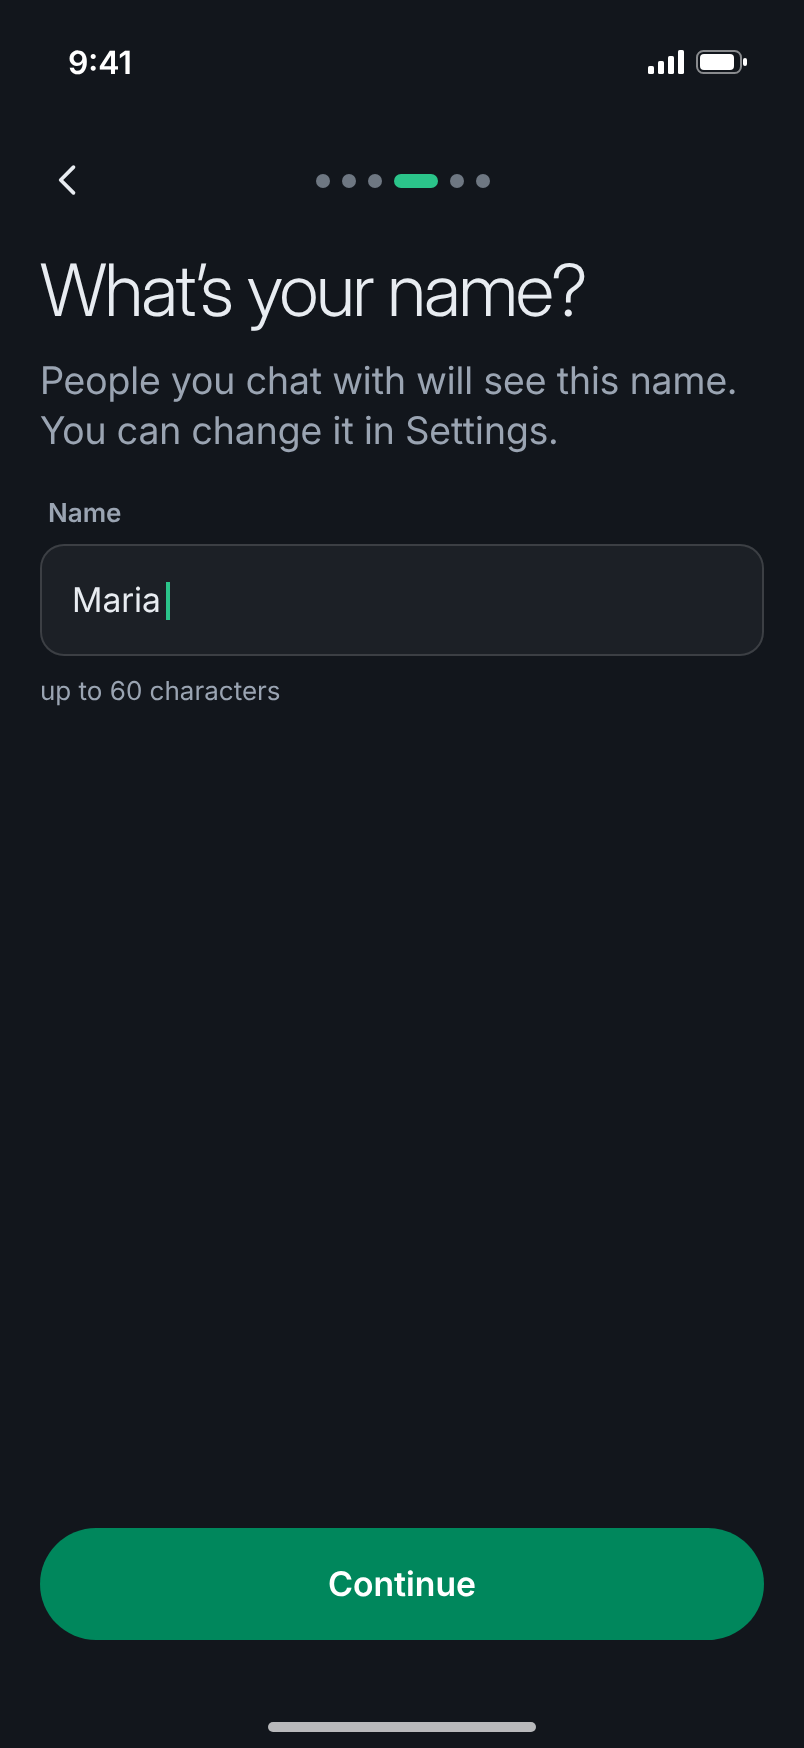 9:41
What’s your name?
People you chat with will see this name.
You can change it in Settings.
Name
Maria
up to 60 characters
Continue